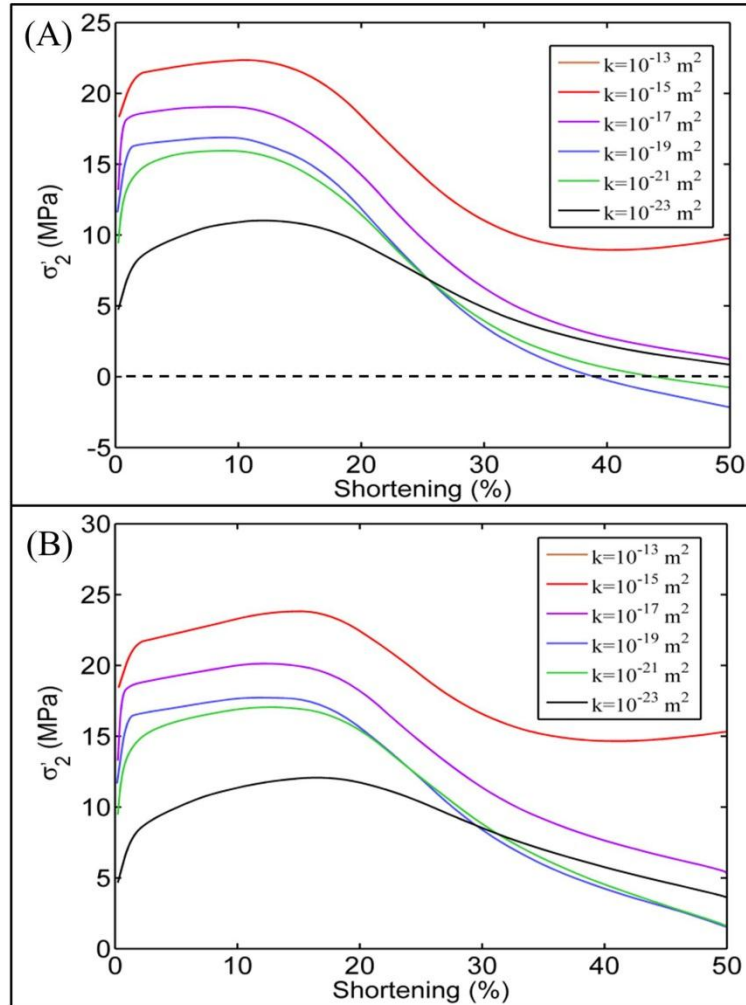 (A)
25
20
15
10
5
0
-5
σ'₂ (MPa)
k=10⁻¹³ m²
k=10⁻¹⁵ m²
k=10⁻¹⁷ m²
k=10⁻¹⁹ m²
k=10⁻²¹ m²
k=10⁻²³ m²
0 10 20 30 40 50
Shortening (%)
(B)
30
25
20
15
10
5
0
σ'₂ (MPa)
k=10⁻¹³ m²
k=10⁻¹⁵ m²
k=10⁻¹⁷ m²
k=10⁻¹⁹ m²
k=10⁻²¹ m²
k=10⁻²³ m²
0 10 20 30 40 50
Shortening (%)